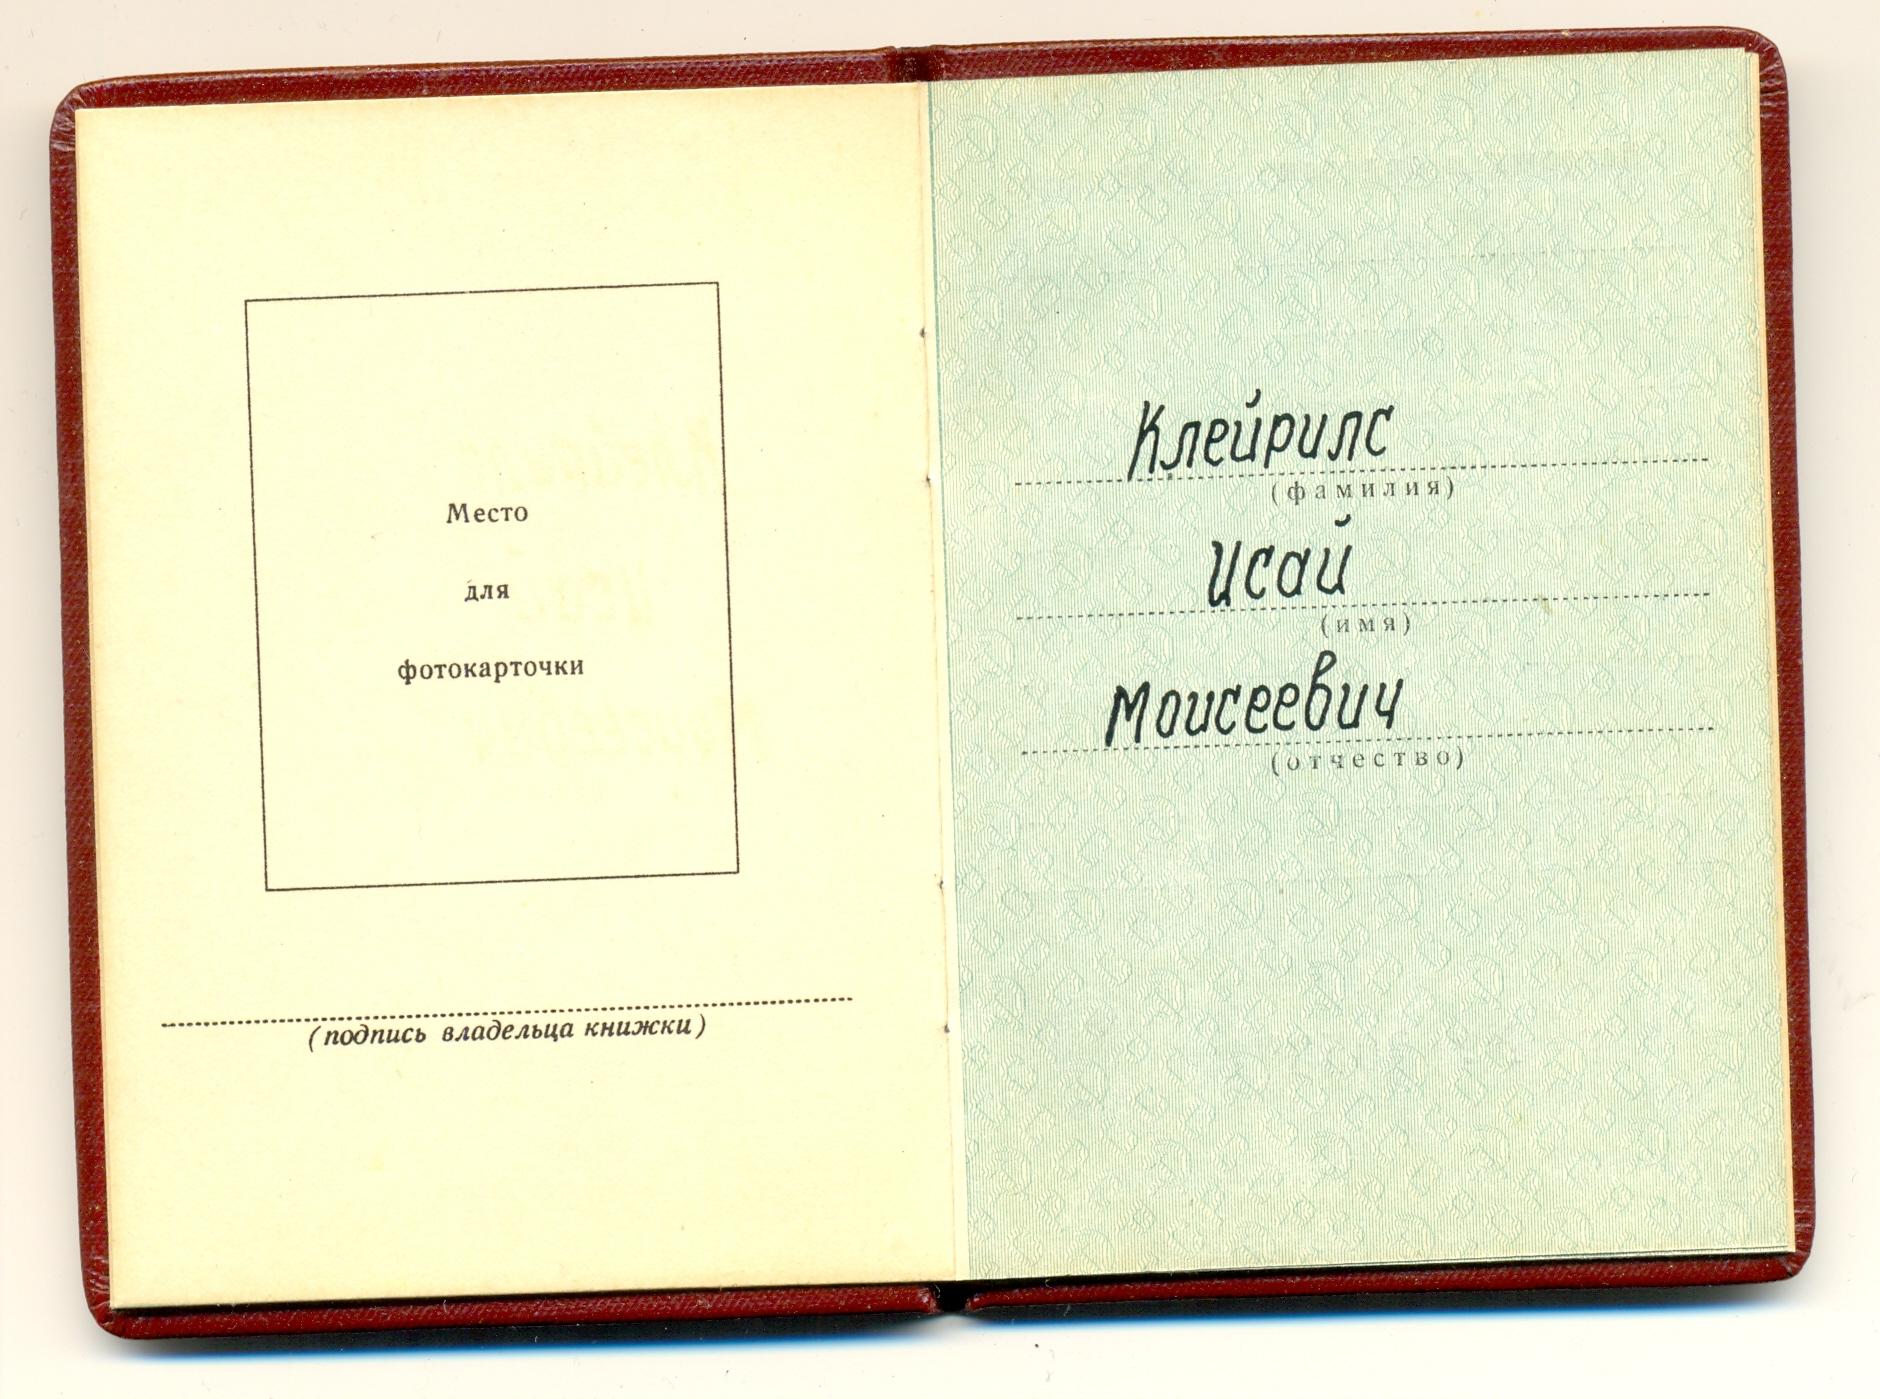 Место
для
фотокарточки
(подпись владельца книжки)
Клейрилс
(фамилия)
Исай
(имя)
Моисеевич
(отчество)